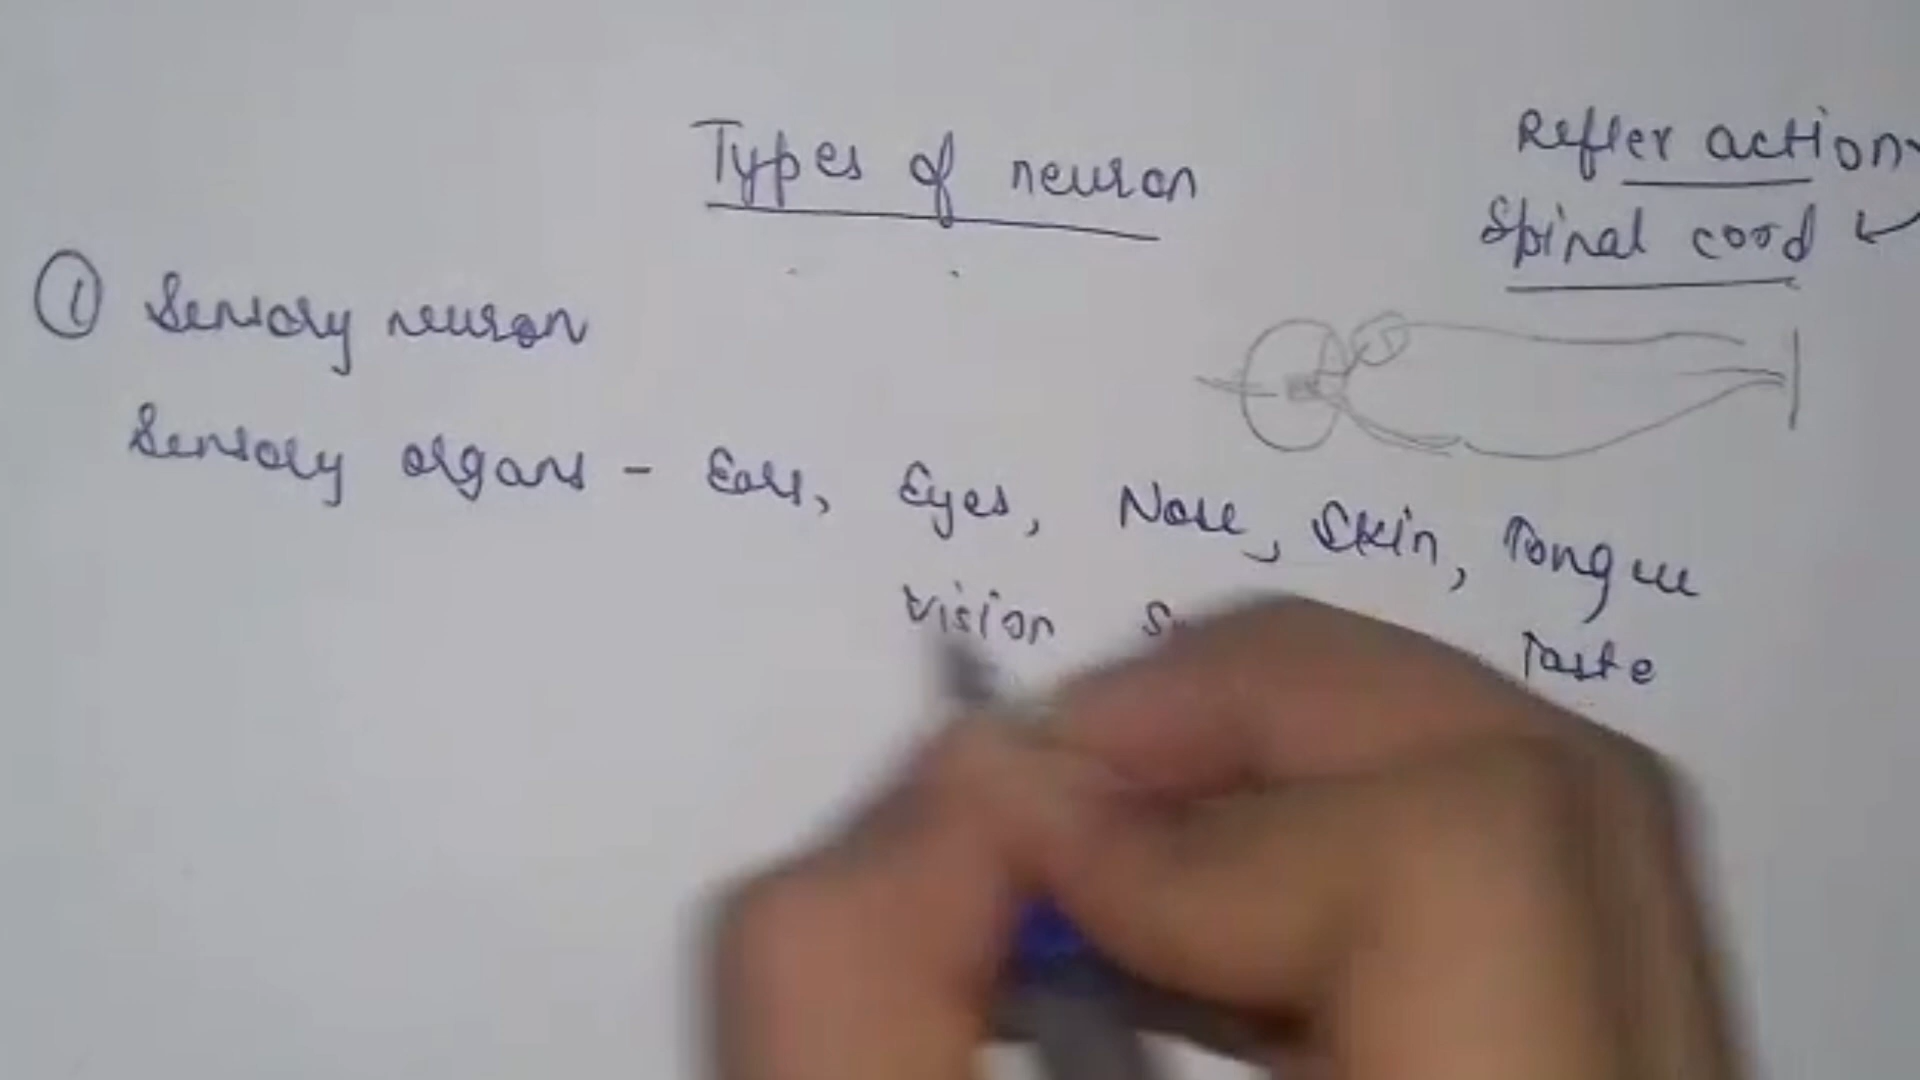 Types of neuron
Reflex action
Spinal cord
① Sensory neuron
Sensory organs - Ears, Eyes, Nose, Skin, Tongue
Vision Taste